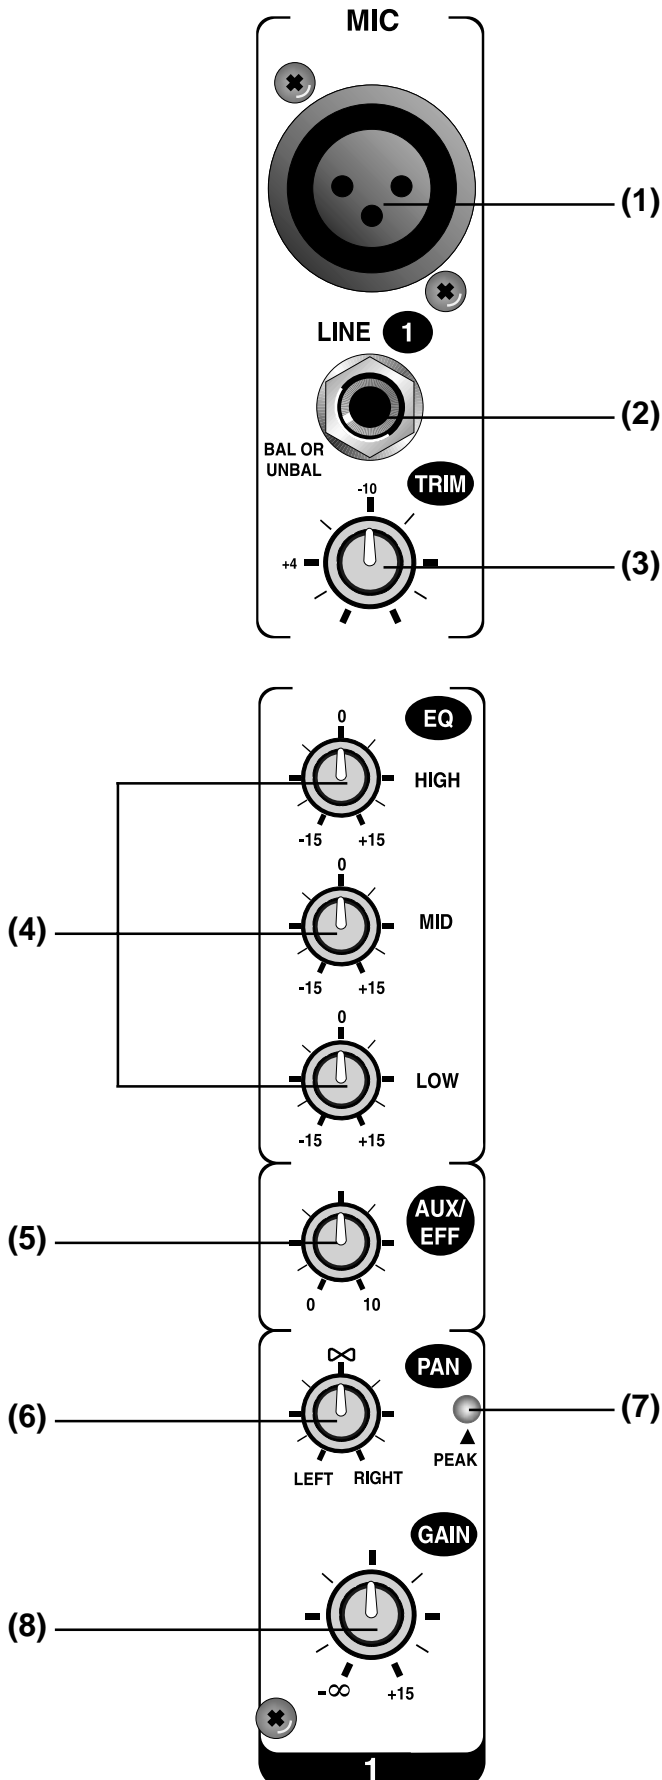 MIC
(1)
LINE 1
(2)
BAL OR
UNBAL
TRIM
-10
+4
(3)
EQ
0
HIGH
-15 +15
0
(4)
MID
-15 +15
0
LOW
-15 +15
AUX/
EFF
(5)
0 10
PAN
(6)
(7)
PEAK
LEFT RIGHT
GAIN
(8)
-∞ +15
1